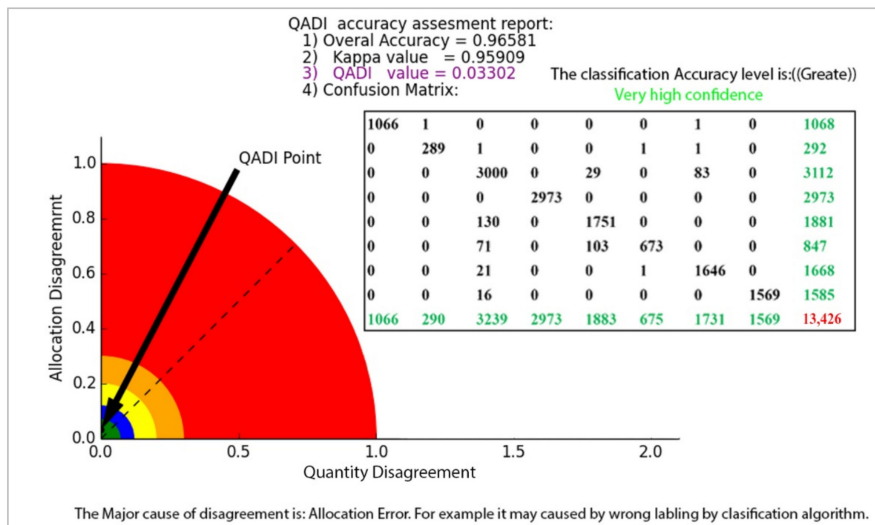 QADI accuracy assesment report:
1) Overal Accuracy = 0.96581
2) Kappa value = 0.95909
3) QADI value = 0.03302
4) Confusion Matrix:
The classification Accuracy level is:((Greate))
Very high confidence
1066 1 0 0 0 0 1 0 1068
0 289 1 0 0 1 1 0 292
0 0 3000 0 29 0 83 0 3112
0 0 0 2973 0 0 0 0 2973
0 0 130 0 1751 0 0 0 1881
0 0 71 0 103 673 0 0 847
0 0 21 0 0 1 1646 0 1668
0 0 16 0 0 0 0 1569 1585
1066 290 3239 2973 1883 675 1731 1569 13,426
QADI Point
Allocation Disagreemrnt
1.0
0.8
0.6
0.4
0.2
0.0
0.0 0.5 1.0 1.5 2.0
Quantity Disagreement
The Major cause of disagreement is: Allocation Error. For example it may caused by wrong labling by clasification algorithm.